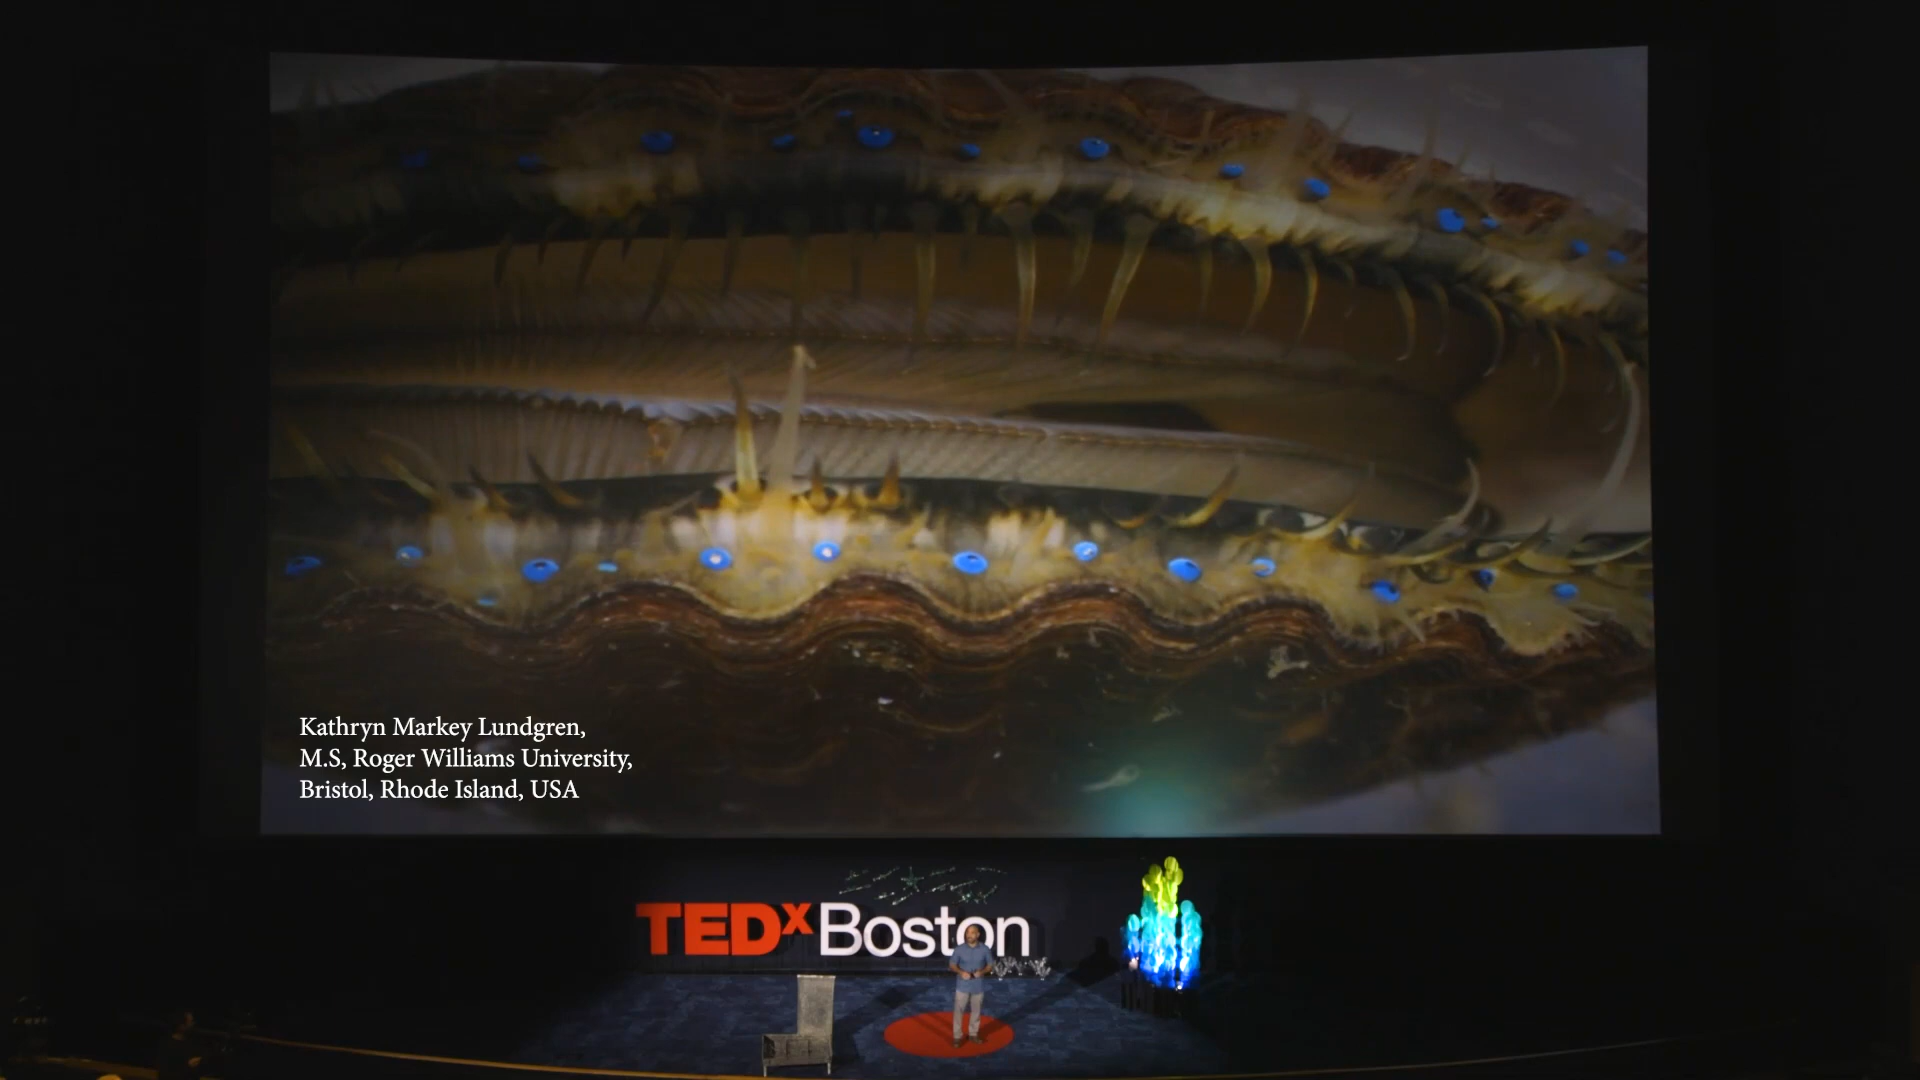 Kathryn Markey Lundgren,
M.S, Roger Williams University,
Bristol, Rhode Island, USA
TEDxBoston